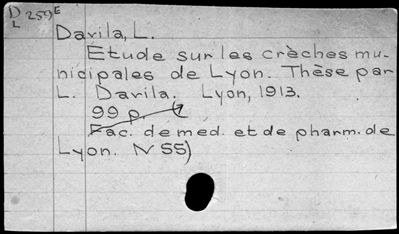 D 259E
L
Davila, L.
Etude sur les crèches mu-
nicipales de Lyon. Thèse par
L. Davila. Lyon, 1913.
99 p. (
Fac. de med. et de pharm. de
Lyon. N 55)